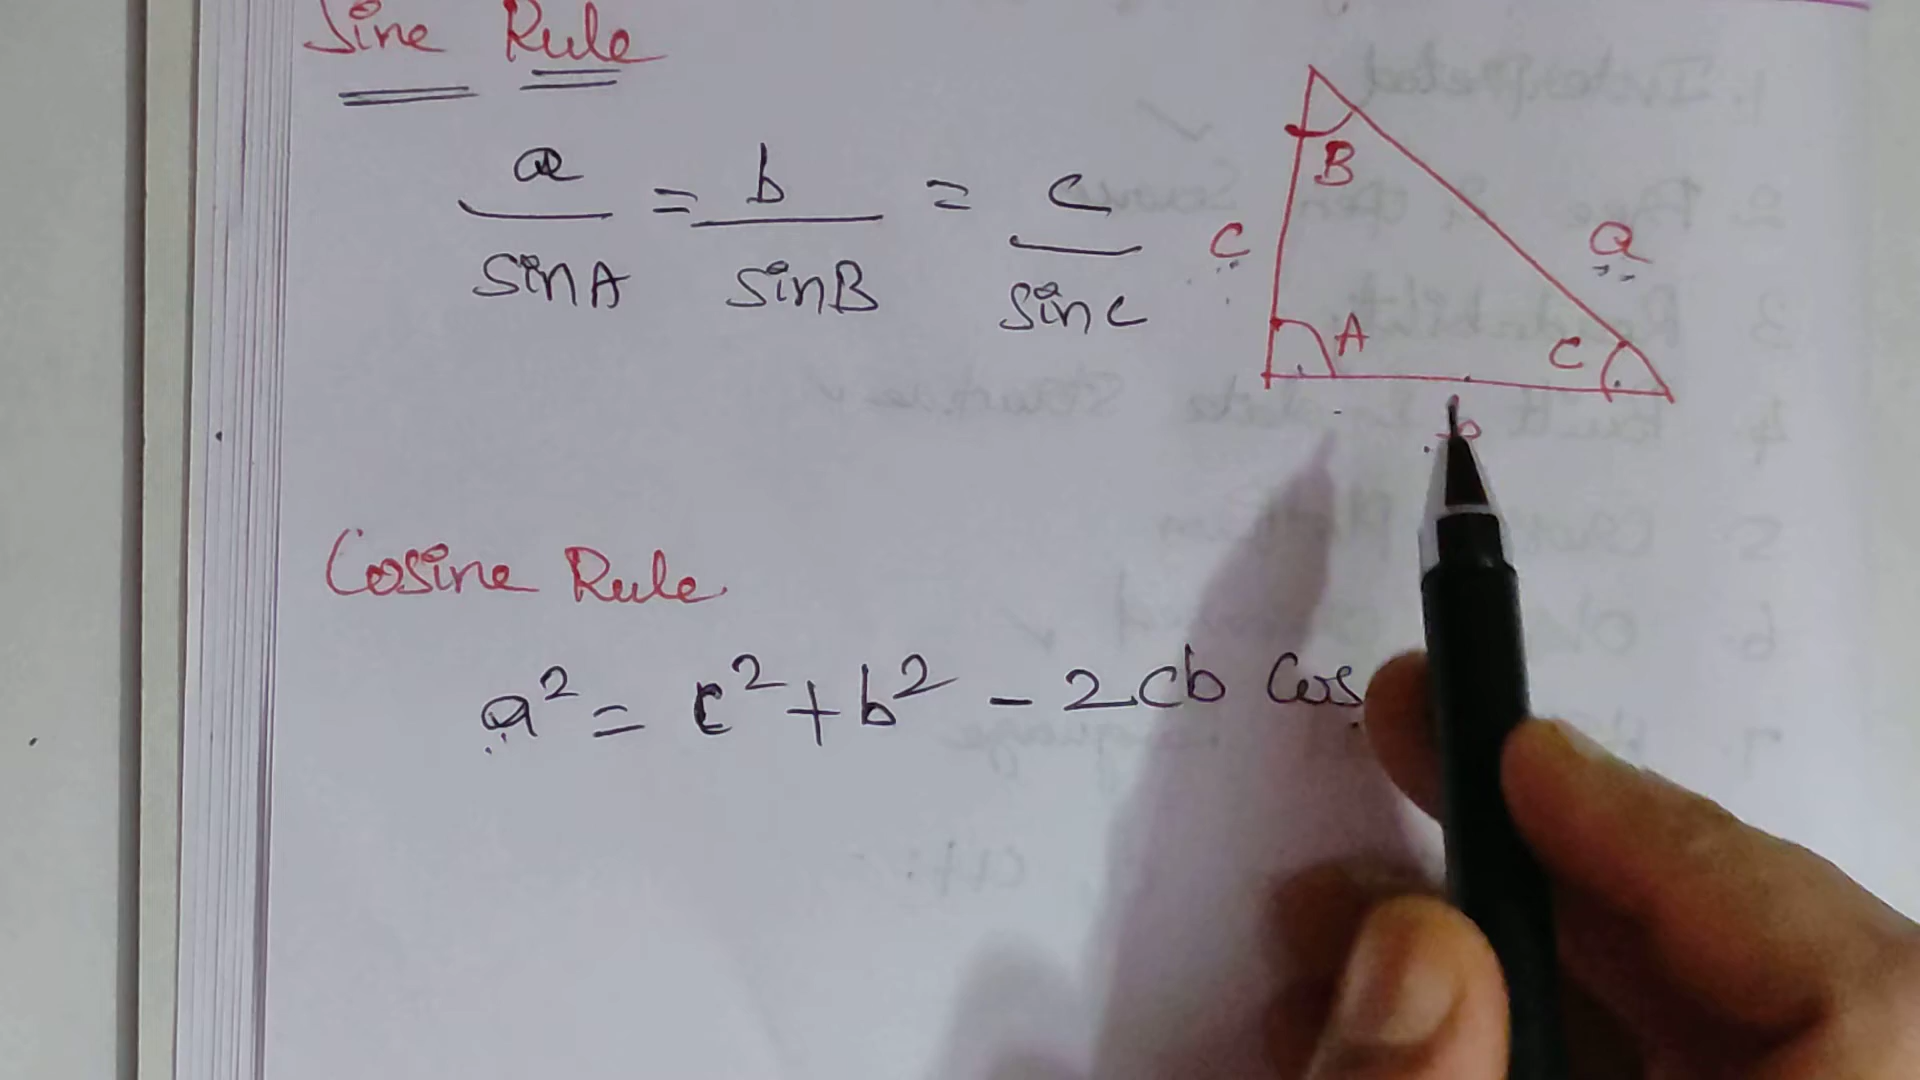 Sine Rule
a/sinA = b/sinB = c/sinC
B
C a
A C
b
Cosine Rule
a² = c² + b² - 2cb Cos